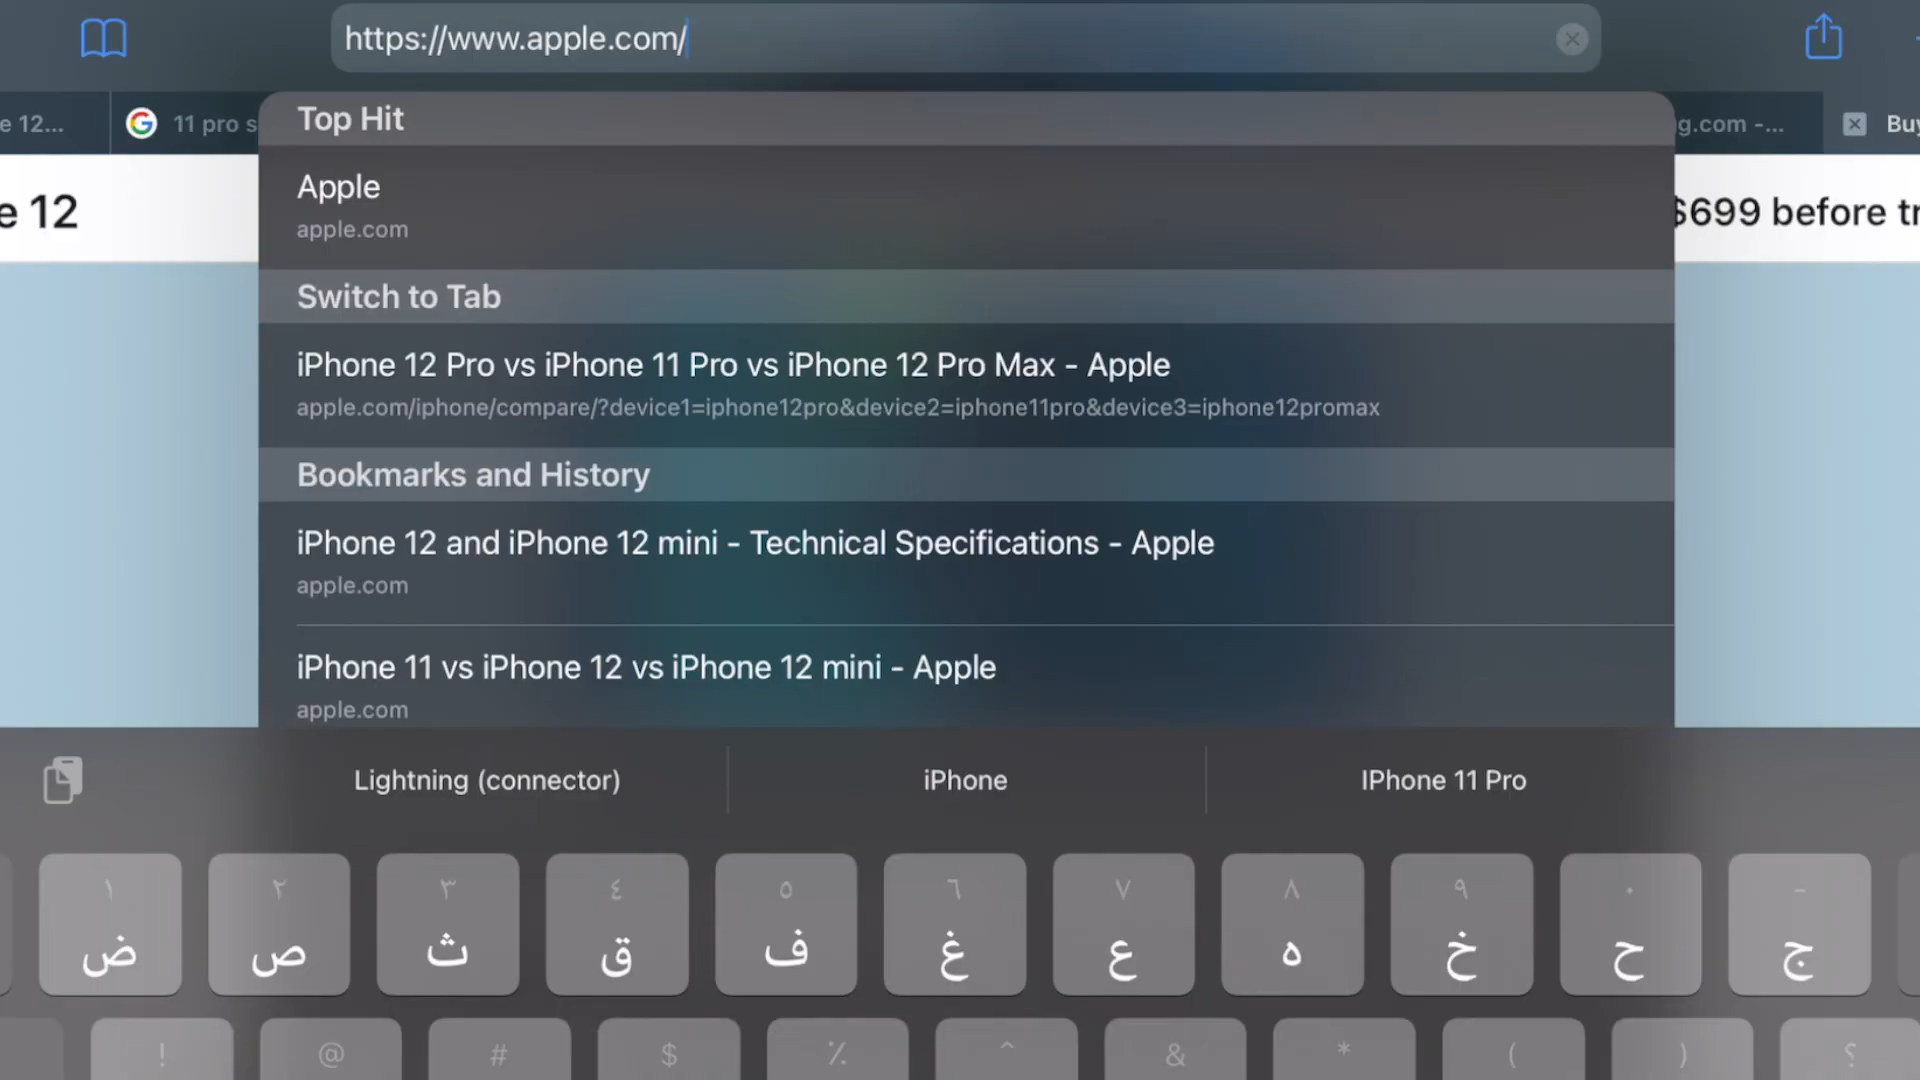 https://www.apple.com/
e 12...
11 pro s
g.com -...
Buy
Top Hit
Apple
apple.com
e 12
$699 before tr
Switch to Tab
iPhone 12 Pro vs iPhone 11 Pro vs iPhone 12 Pro Max - Apple
apple.com/iphone/compare/?device1=iphone12pro&device2=iphone11pro&device3=iphone12promax
Bookmarks and History
iPhone 12 and iPhone 12 mini - Technical Specifications - Apple
apple.com
iPhone 11 vs iPhone 12 vs iPhone 12 mini - Apple
apple.com
Lightning (connector)
iPhone
IPhone 11 Pro
١ ٢ ٣ ٤ ٥ ٦ ٧ ٨ ٩ ٠ -
ض ص ث ق ف غ ع ه خ ح ج
! @ # $ ٪ ^ & * ( ) ؟